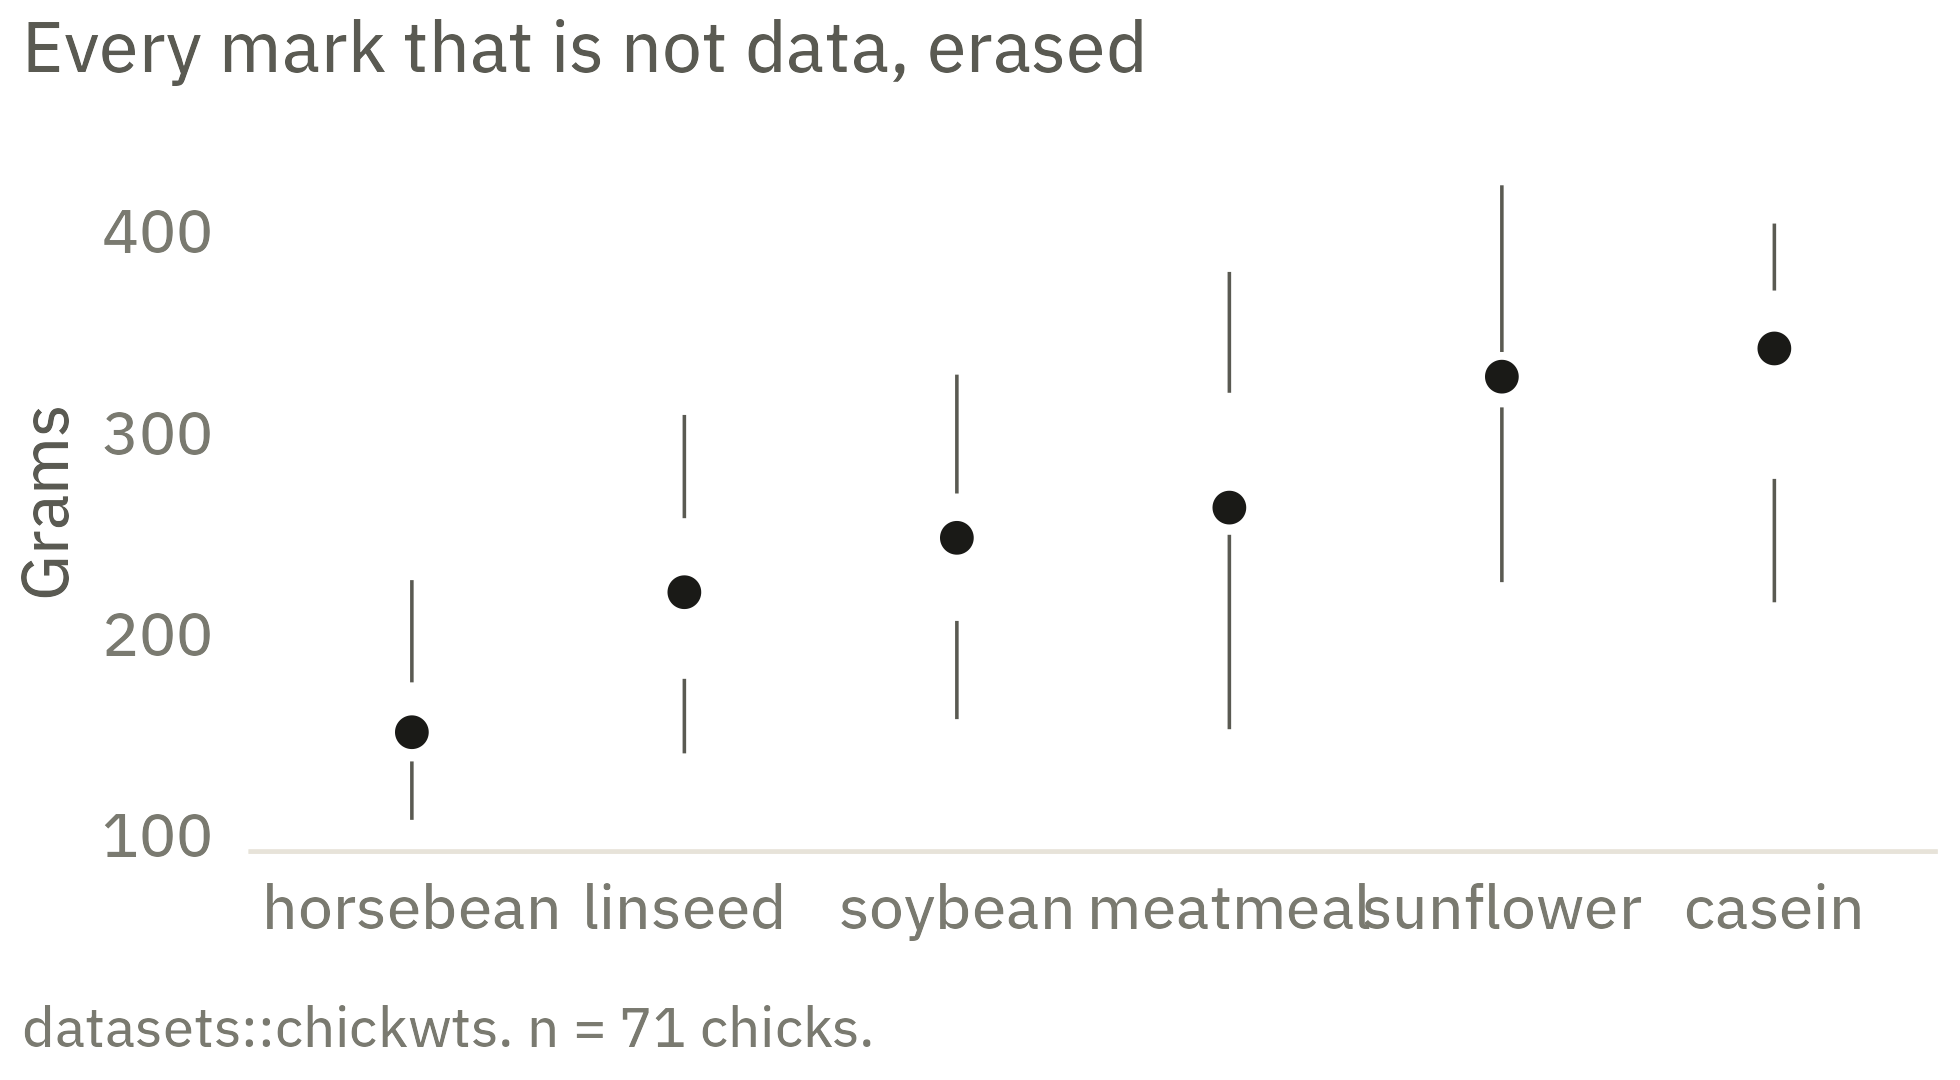 Every mark that is not data, erased
400
300
200
100
Grams
horsebean linseed soybean meatmeal sunflower casein
datasets::chickwts. n = 71 chicks.